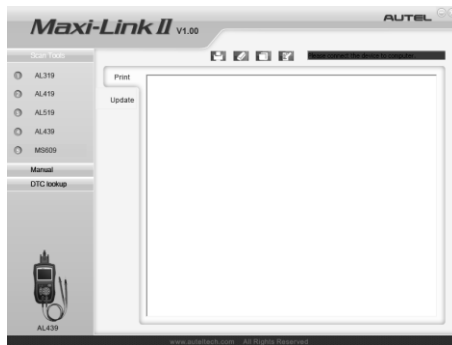 Maxi-Link II V1.00
AUTEL
Scan Tools
Please connect the device to computer...
AL319
AL419
AL519
AL439
MS609
Manual
DTC lookup
Print
Update
AL439
www.auteltech.com All Rights Reserved